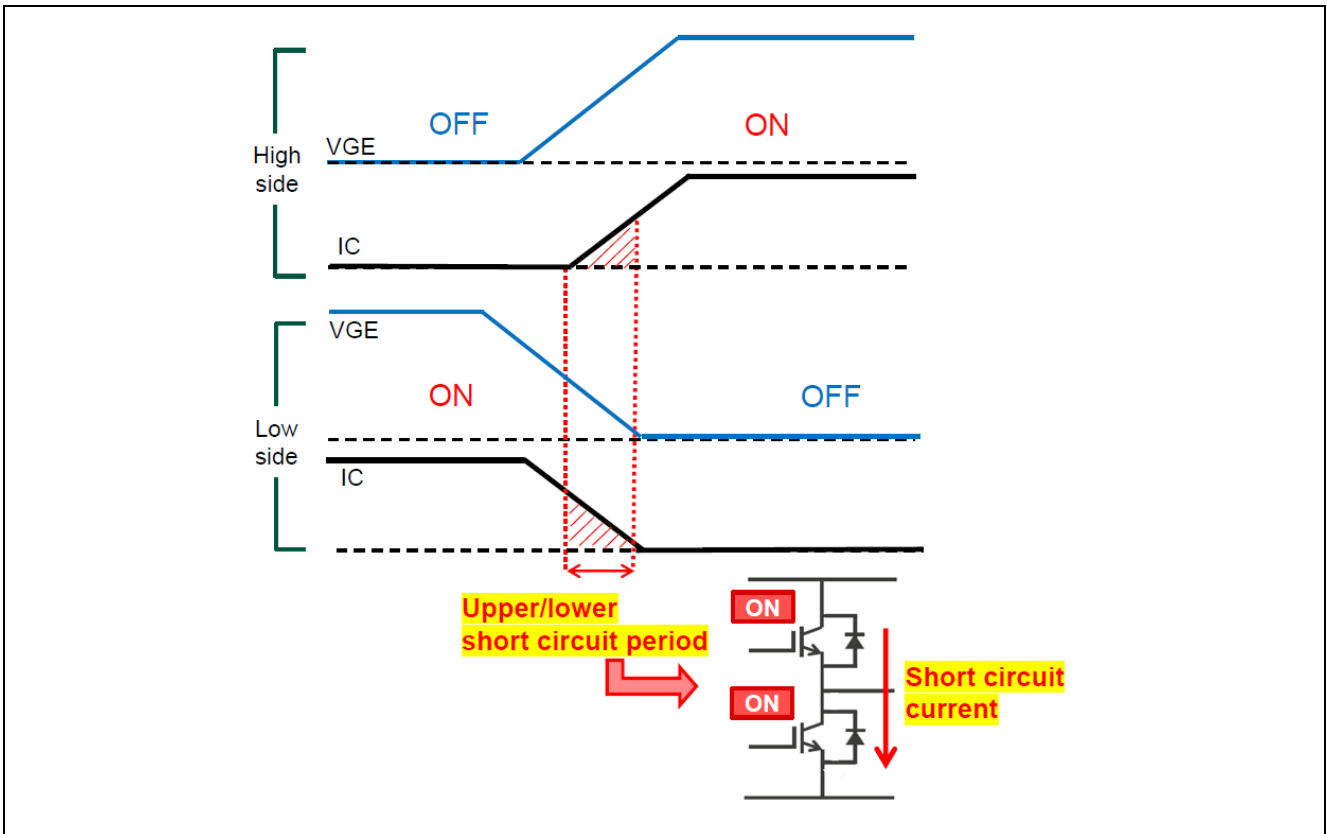 OFF
ON
VGE
High
side
IC
VGE
ON
OFF
Low
side
IC
Upper/lower
short circuit period
ON
ON
Short circuit
current